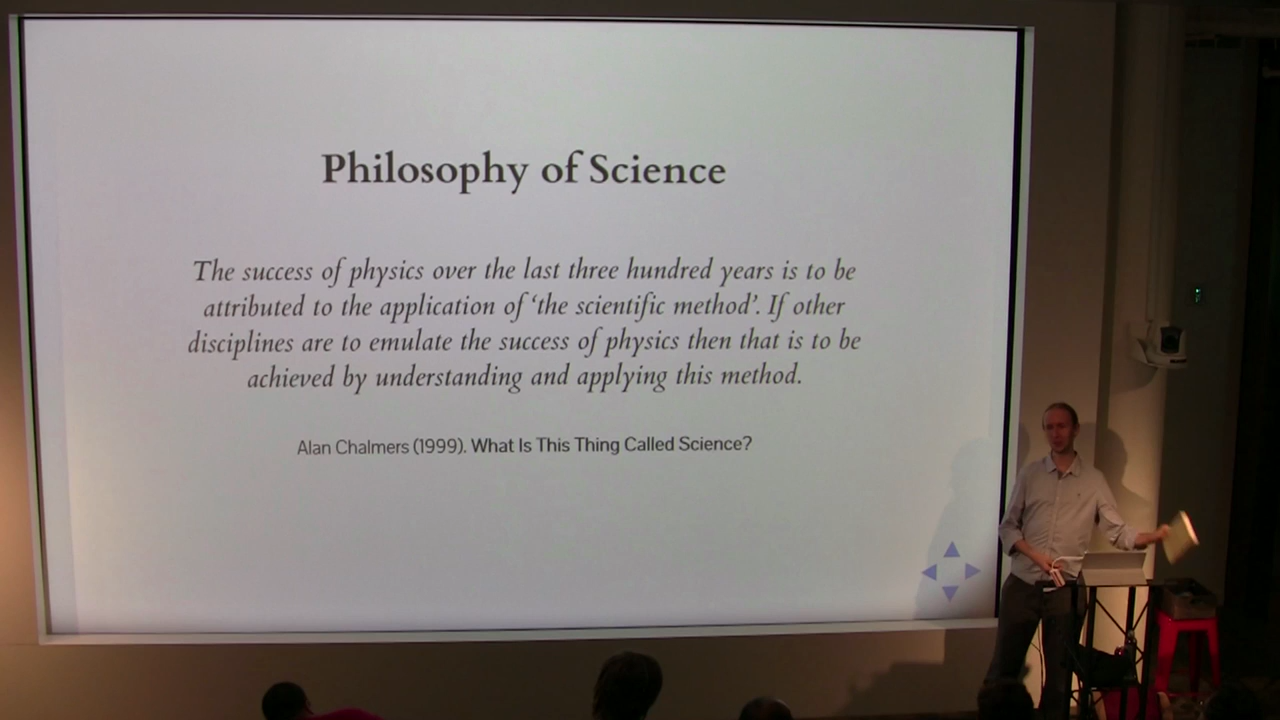 Philosophy of Science
The success of physics over the last three hundred years is to be
attributed to the application of ‘the scientific method’. If other
disciplines are to emulate the success of physics then that is to be
achieved by understanding and applying this method.
Alan Chalmers (1999). What Is This Thing Called Science?